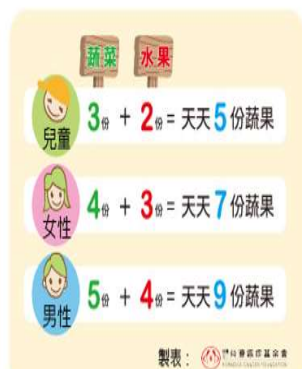 蔬菜 水果
兒童 3份 + 2份 = 天天5份蔬果
女性 4份 + 3份 = 天天7份蔬果
男性 5份 + 4份 = 天天9份蔬果
製表：